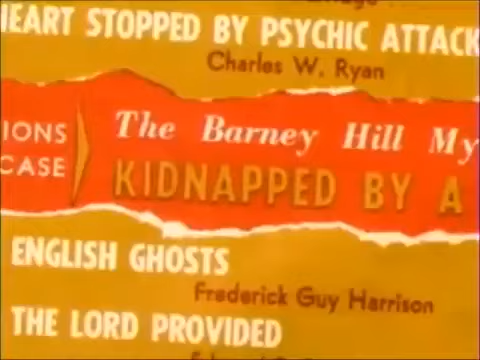 HEART STOPPED BY PSYCHIC ATTACK
Charles W. Ryan
IONS
CASE
The Barney Hill My
KIDNAPPED BY A
ENGLISH GHOSTS
Frederick Guy Harrison
THE LORD PROVIDED